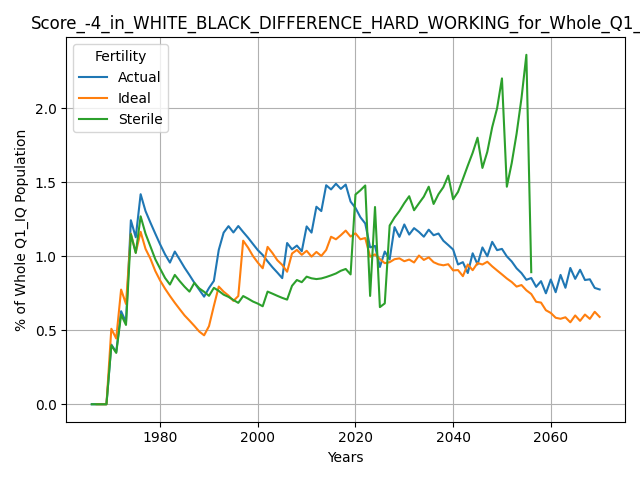 Score_-4_in_WHITE_BLACK_DIFFERENCE_HARD_WORKING_for_Whole_Q1_
Fertility
Actual
Ideal
Sterile
% of Whole Q1_IQ Population
2.0
1.5
1.0
0.5
0.0
1980 2000 2020 2040 2060
Years